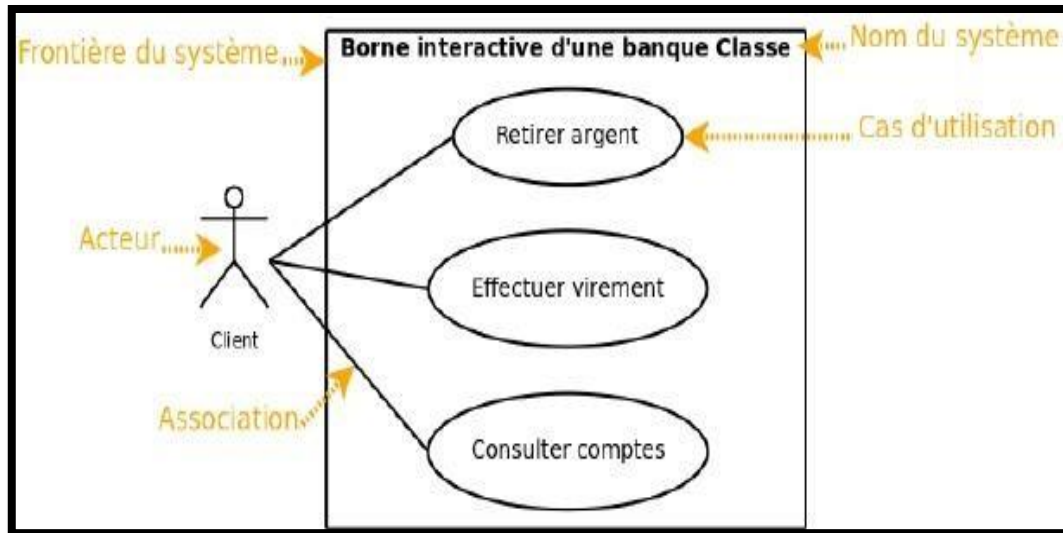 Frontière du système
Borne interactive d'une banque Classe
Nom du système
Retirer argent
Cas d'utilisation
Acteur
Effectuer virement
Client
Association
Consulter comptes